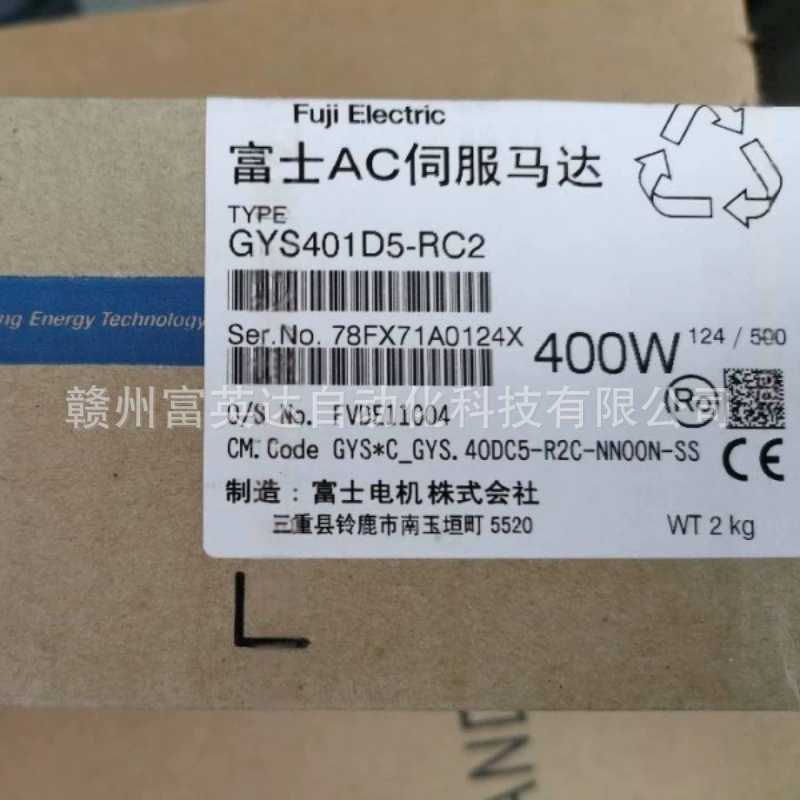 Fuji Electric
富士AC伺服马达
TYPE
GYS401D5-RC2
Ser.No. 78FX71A0124X
400W
124 / 500
ng Energy Technology
赣州富英达自动化科技有限公司
O/S.No. FVDE11C04
R
CM. Code GYS*C_GYS.40DC5-R2C-NN00N-SS
CE
制造：富士电机株式会社
三重县铃鹿市南玉垣町 5520
WT 2 kg
AND